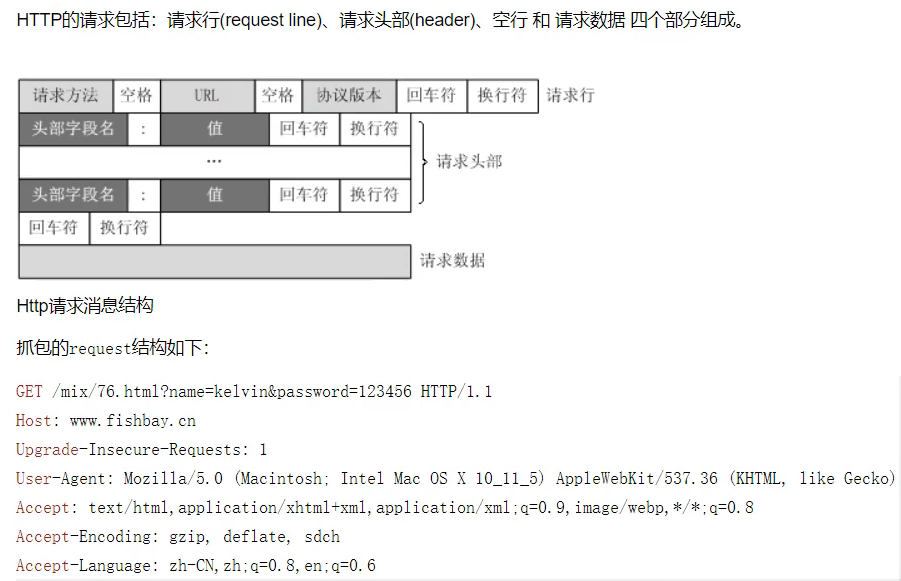 HTTP的请求包括：请求行(request line)、请求头部(header)、空行 和 请求数据 四个部分组成。
请求方法 空格 URL 空格 协议版本 回车符 换行符 请求行
头部字段名 : 值 回车符 换行符
... 请求头部
头部字段名 : 值 回车符 换行符
回车符 换行符
请求数据
Http请求消息结构
抓包的request结构如下：
GET /mix/76.html?name=kelvin&password=123456 HTTP/1.1
Host: www.fishbay.cn
Upgrade-Insecure-Requests: 1
User-Agent: Mozilla/5.0 (Macintosh; Intel Mac OS X 10_11_5) AppleWebKit/537.36 (KHTML, like Gecko)
Accept: text/html,application/xhtml+xml,application/xml;q=0.9,image/webp,*/*;q=0.8
Accept-Encoding: gzip, deflate, sdch
Accept-Language: zh-CN,zh;q=0.8,en;q=0.6